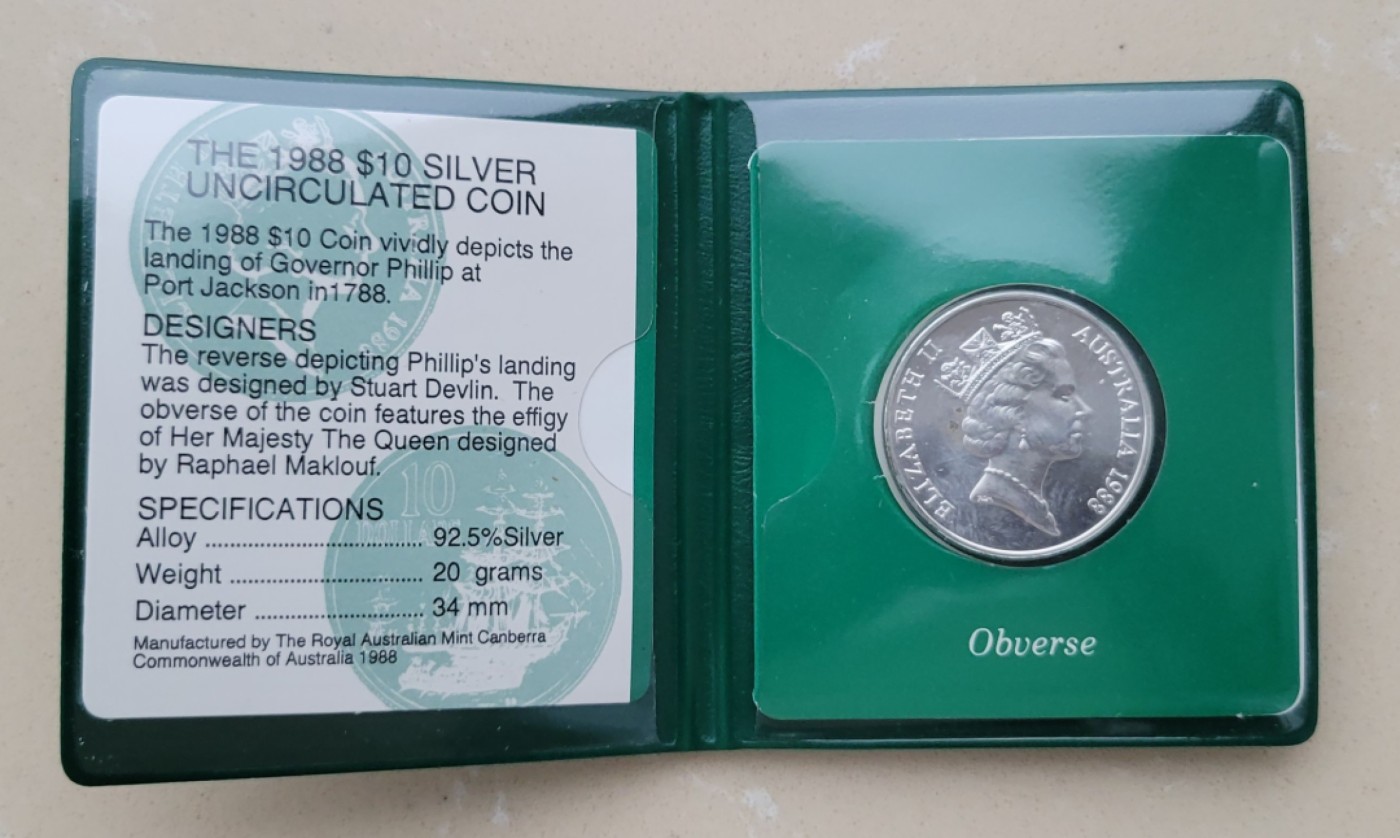 THE 1988 $10 SILVER
UNCIRCULATED COIN
The 1988 $10 Coin vividly depicts the
landing of Governor Phillip at
Port Jackson in1788.
DESIGNERS
The reverse depicting Phillip's landing
was designed by Stuart Devlin. The
obverse of the coin features the effigy
of Her Majesty The Queen designed
by Raphael Maklouf.
SPECIFICATIONS
Alloy .................................... 92.5%Silver
Weight ................................ 20 grams
Diameter ............................ 34 mm
Manufactured by The Royal Australian Mint Canberra
Commonwealth of Australia 1988
10
DOLLARS
ELIZABETH II
AUSTRALIA 1988
Obverse